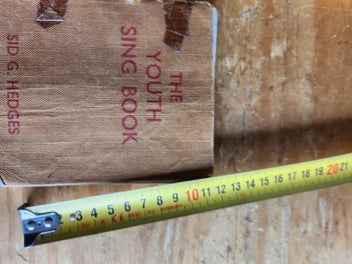 THE
YOUTH
SING BOOK
SID G. HEDGES
3 4 5 6 7 8 9 10 11 12 13 14 15 16 17 18 19 20 21